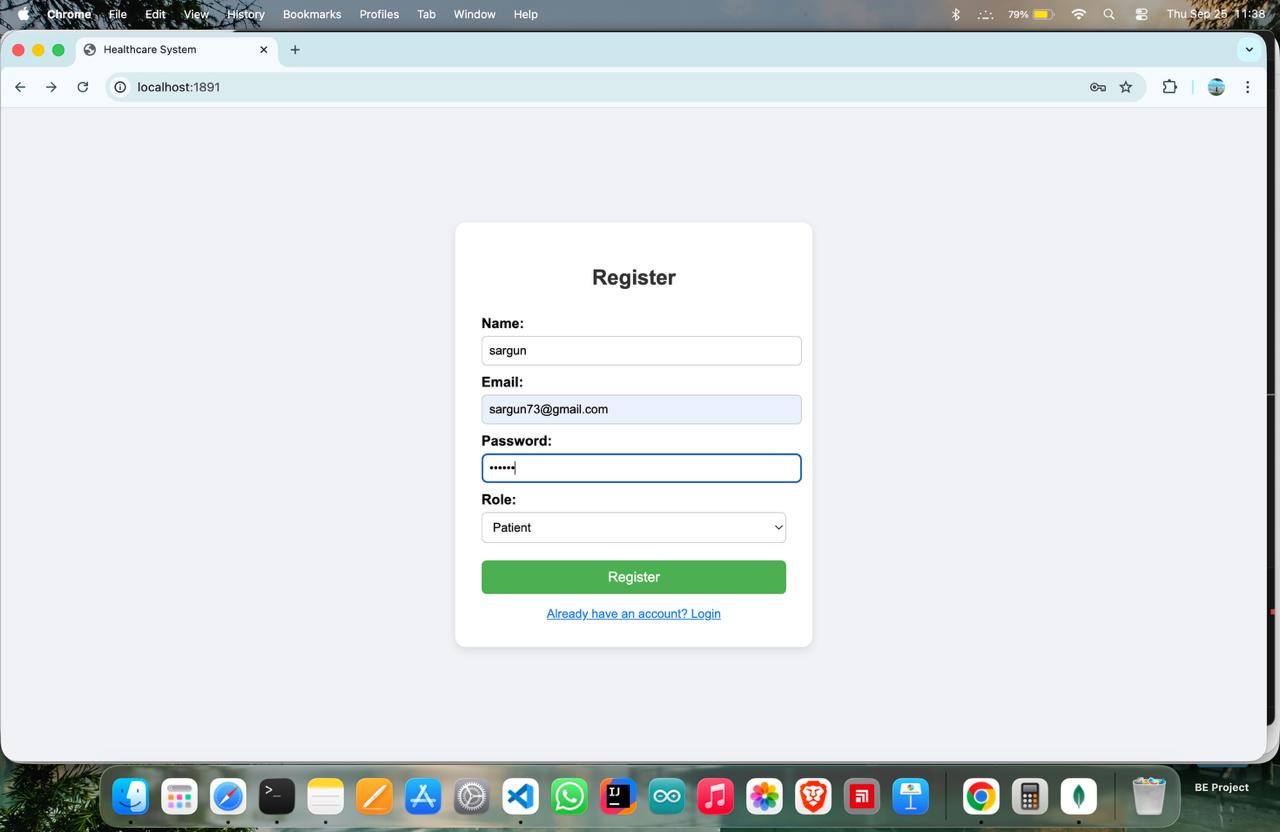 Chrome File Edit View History Bookmarks Profiles Tab Window Help 79% Thu Sep 25 11:38
Healthcare System
localhost:1891
Register
Name:
sargun
Email:
sargun73@gmail.com
Password:
••••••
Role:
Patient
Register
Already have an account? Login
BE Project